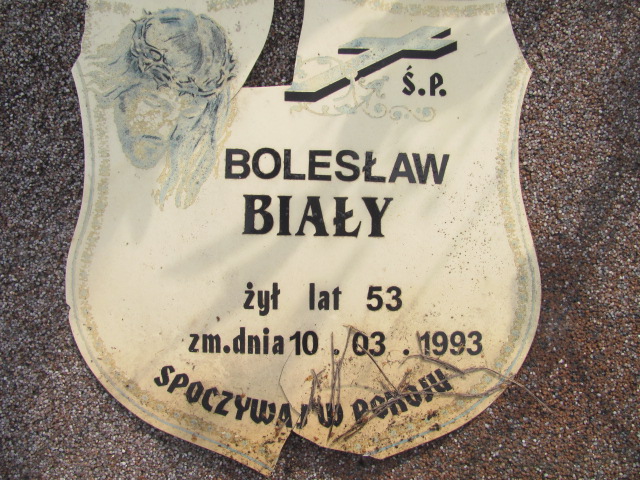 Ś.P.
BOLESŁAW
BIAŁY
żył lat 53
zm.dnia 10.03.1993
SPOCZYWAJ W POKOJU